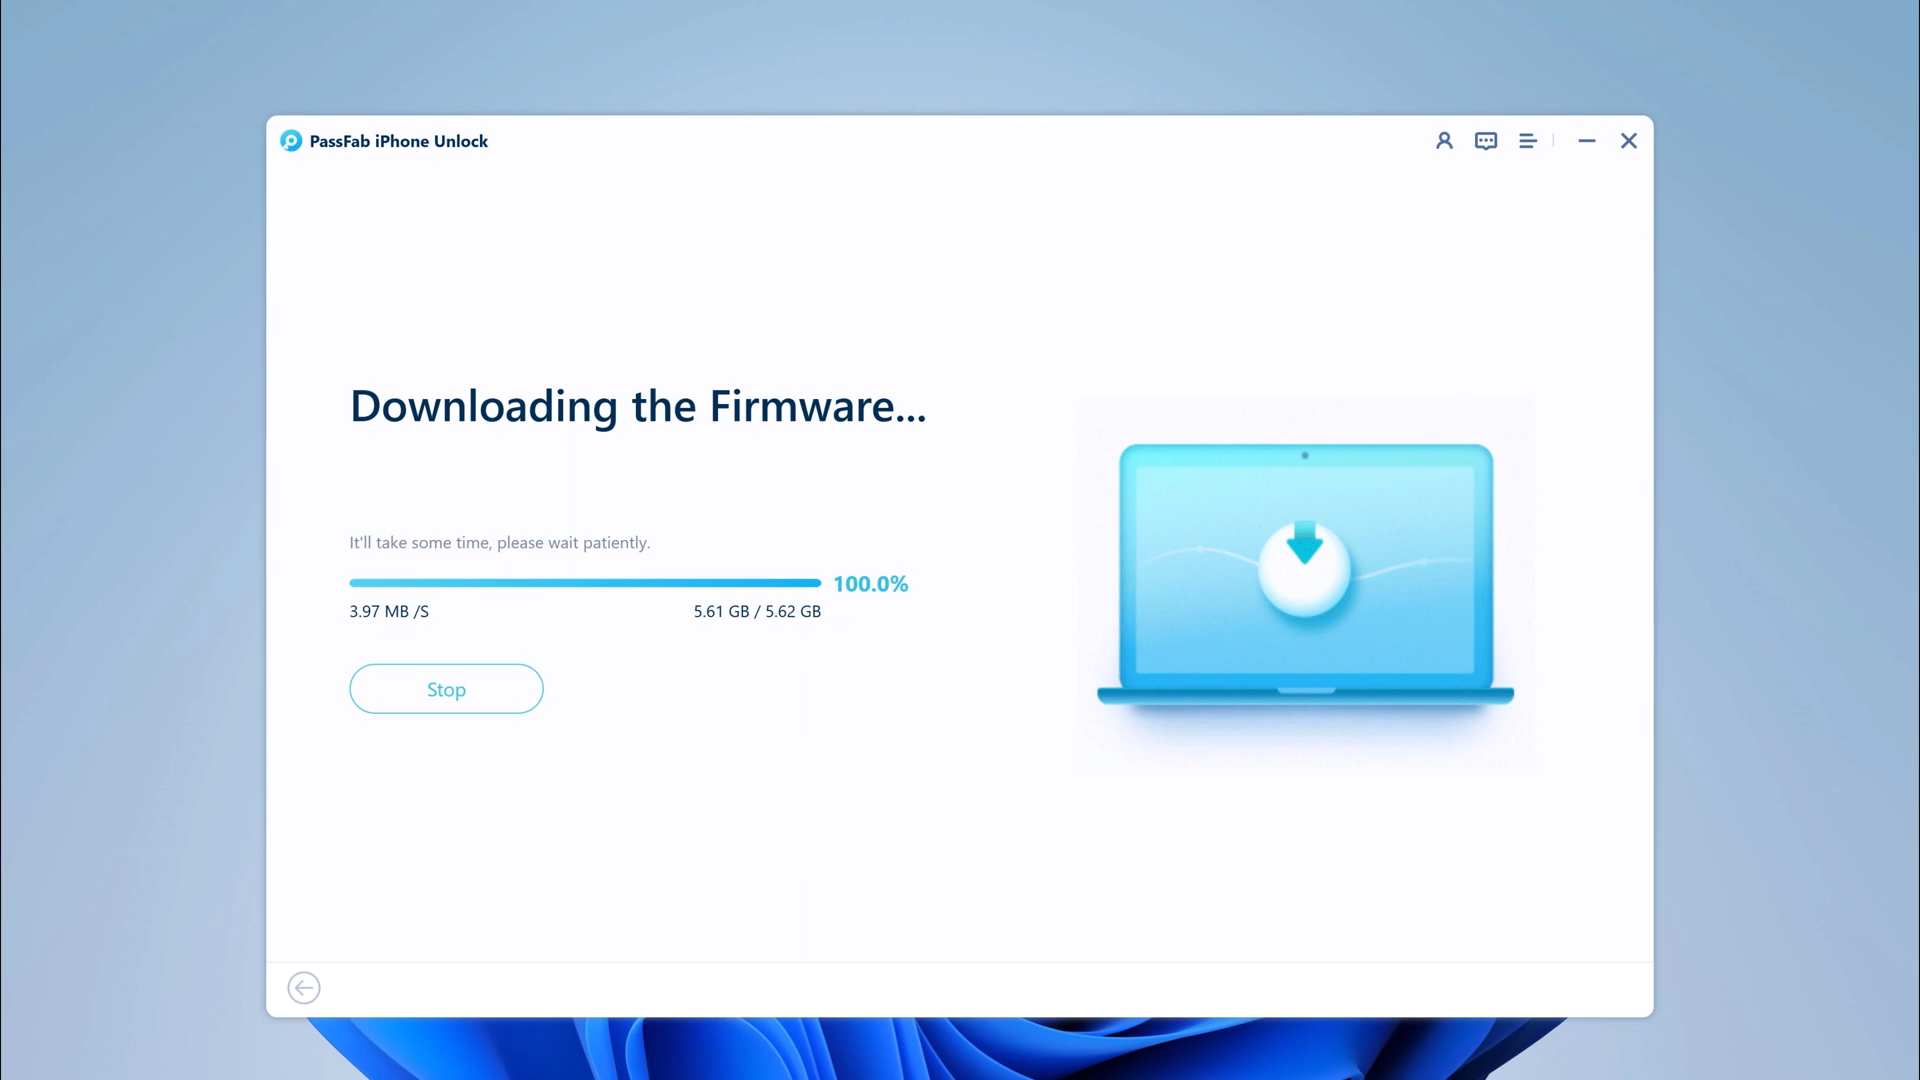 PassFab iPhone Unlock
Downloading the Firmware...
It'll take some time, please wait patiently.
100.0%
3.97 MB /S
5.61 GB / 5.62 GB
Stop